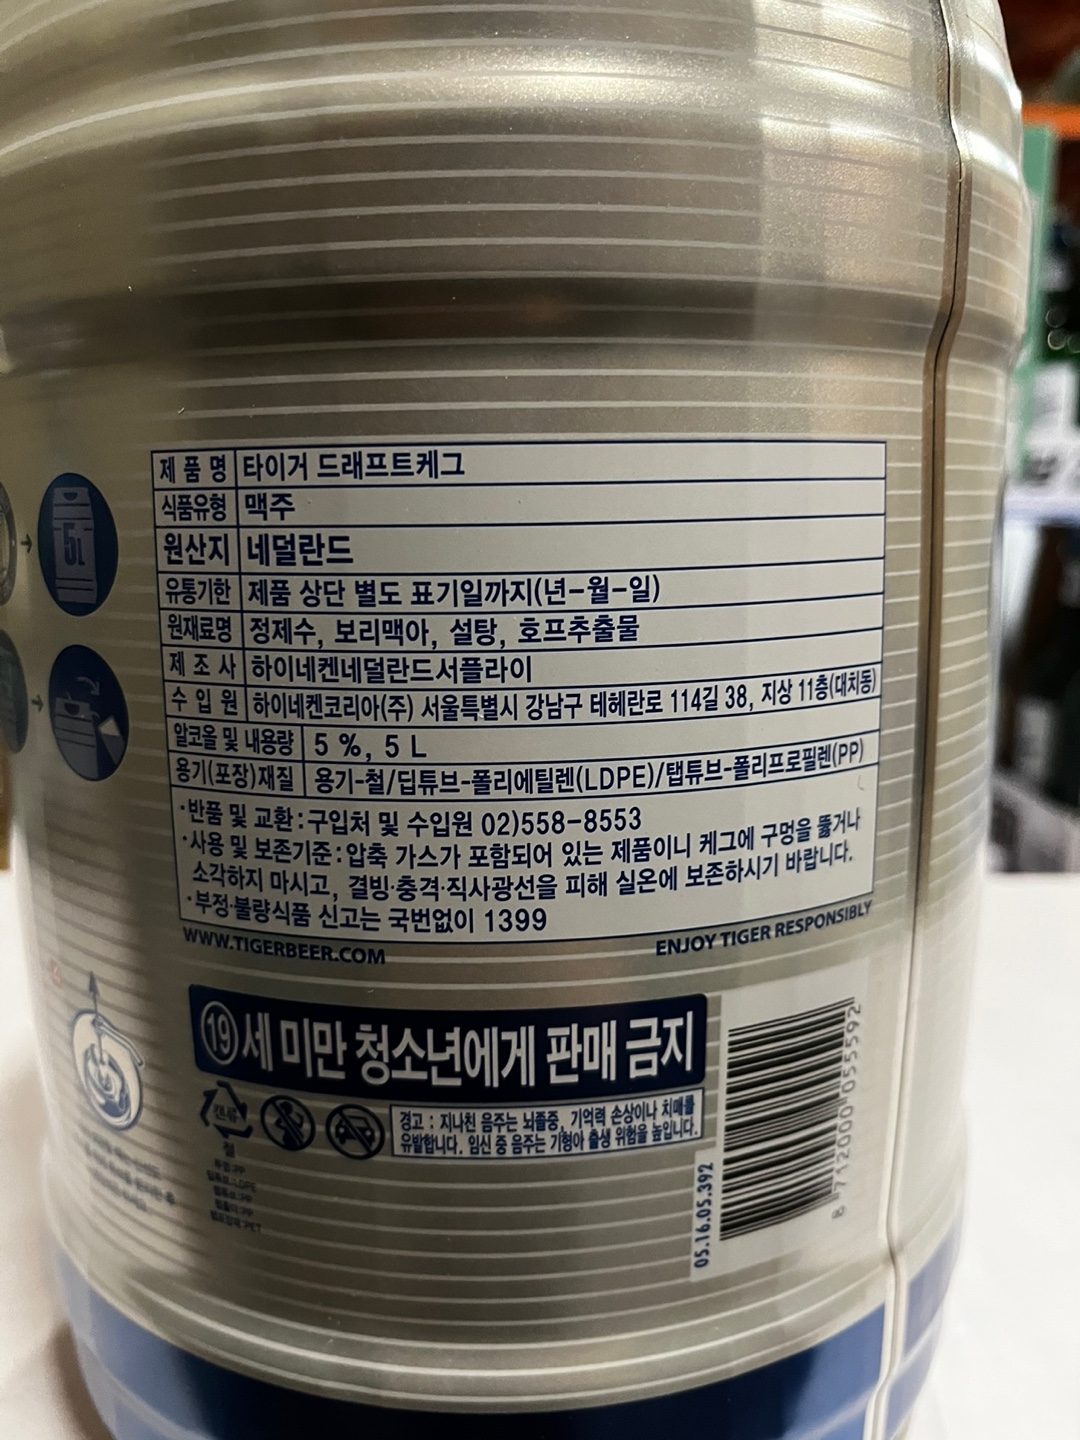 5L
제 품 명 타이거 드래프트케그
식품유형 맥주
원산지 네덜란드
유통기한 제품 상단 별도 표기일까지(년-월-일)
원재료명 정제수, 보리맥아, 설탕, 호프추출물
제 조 사 하이네켄네덜란드서플라이
수 입 원 하이네켄코리아(주) 서울특별시 강남구 테헤란로 114길 38, 지상 11층(대치동)
알코올 및 내용량 5 %, 5 L
용기(포장)재질 용기-철/딥튜브-폴리에틸렌(LDPE)/탭튜브-폴리프로필렌(PP)
·반품 및 교환:구입처 및 수입원 02)558-8553
·사용 및 보존기준:압축 가스가 포함되어 있는 제품이니 케그에 구멍을 뚫거나
소각하지 마시고, 결빙·충격·직사광선을 피해 실온에 보존하시기 바랍니다.
·부정·불량식품 신고는 국번없이 1399
WWW.TIGERBEER.COM ENJOY TIGER RESPONSIBLY
19세 미만 청소년에게 판매 금지
캔류
철
경고 : 지나친 음주는 뇌졸중, 기억력 손상이나 치매를
유발합니다. 임신 중 음주는 기형아 출생 위험을 높입니다.
05.16.05.392
8 712000 055592